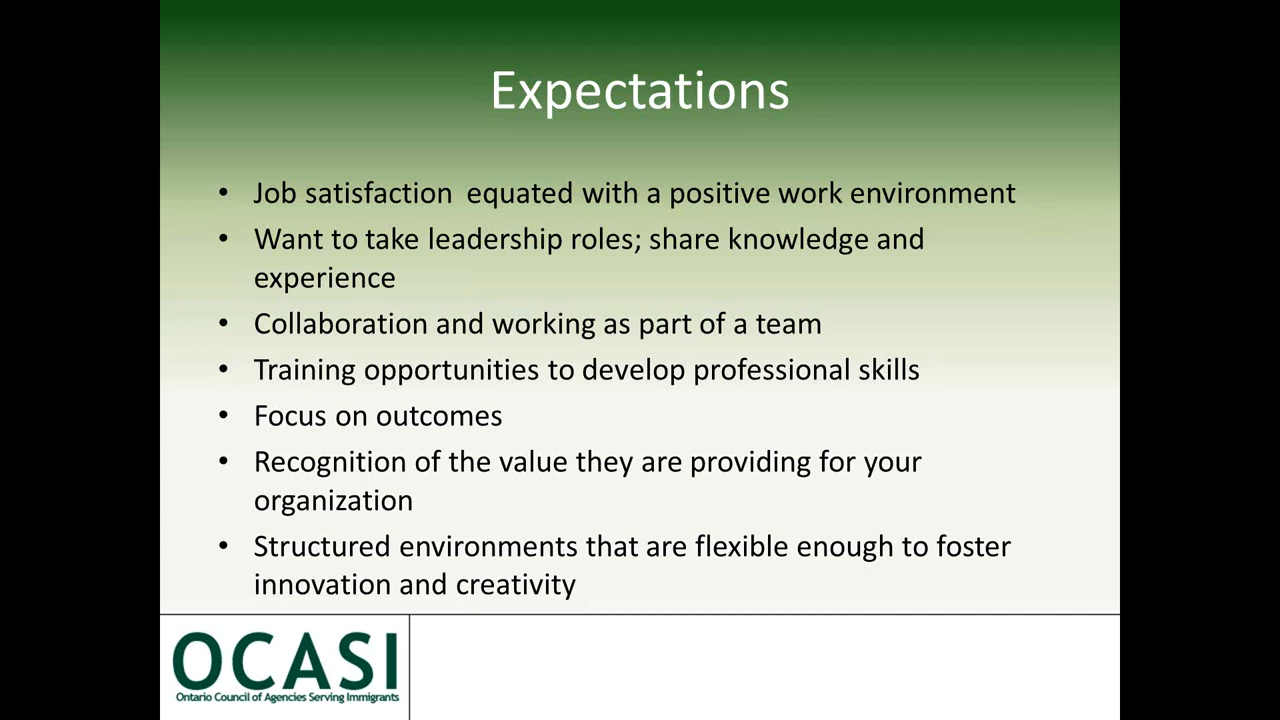 Expectations
• Job satisfaction  equated with a positive work environment
• Want to take leadership roles; share knowledge and
experience
• Collaboration and working as part of a team
• Training opportunities to develop professional skills
• Focus on outcomes
• Recognition of the value they are providing for your
organization
• Structured environments that are flexible enough to foster
innovation and creativity
OCASI
Ontario Council of Agencies Serving Immigrants